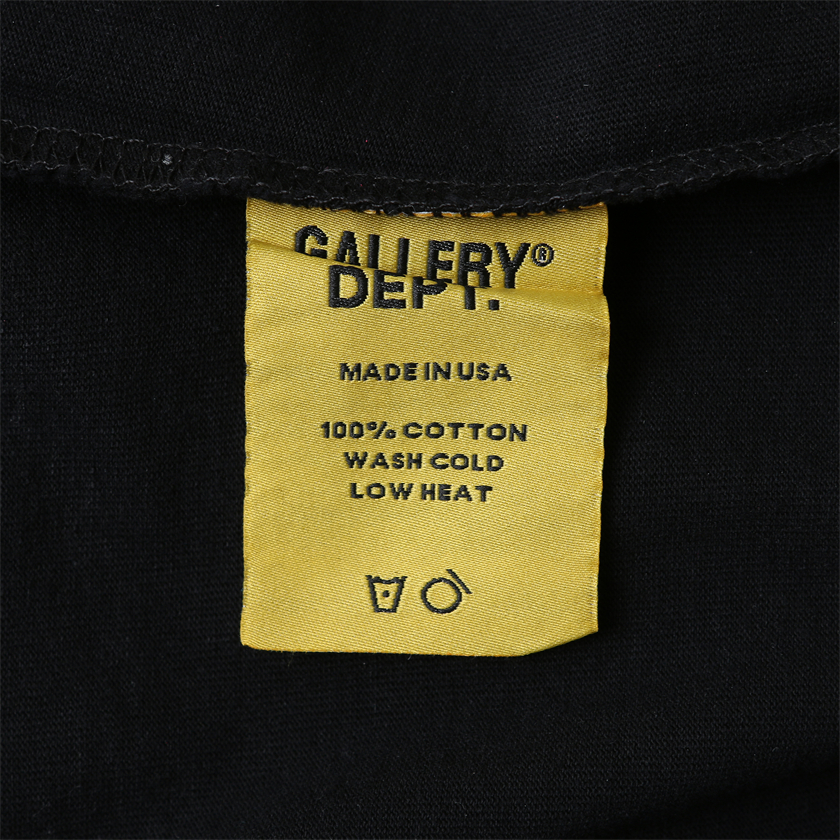 GALLERY®
DEPT.
MADE IN USA
100% COTTON
WASH COLD
LOW HEAT